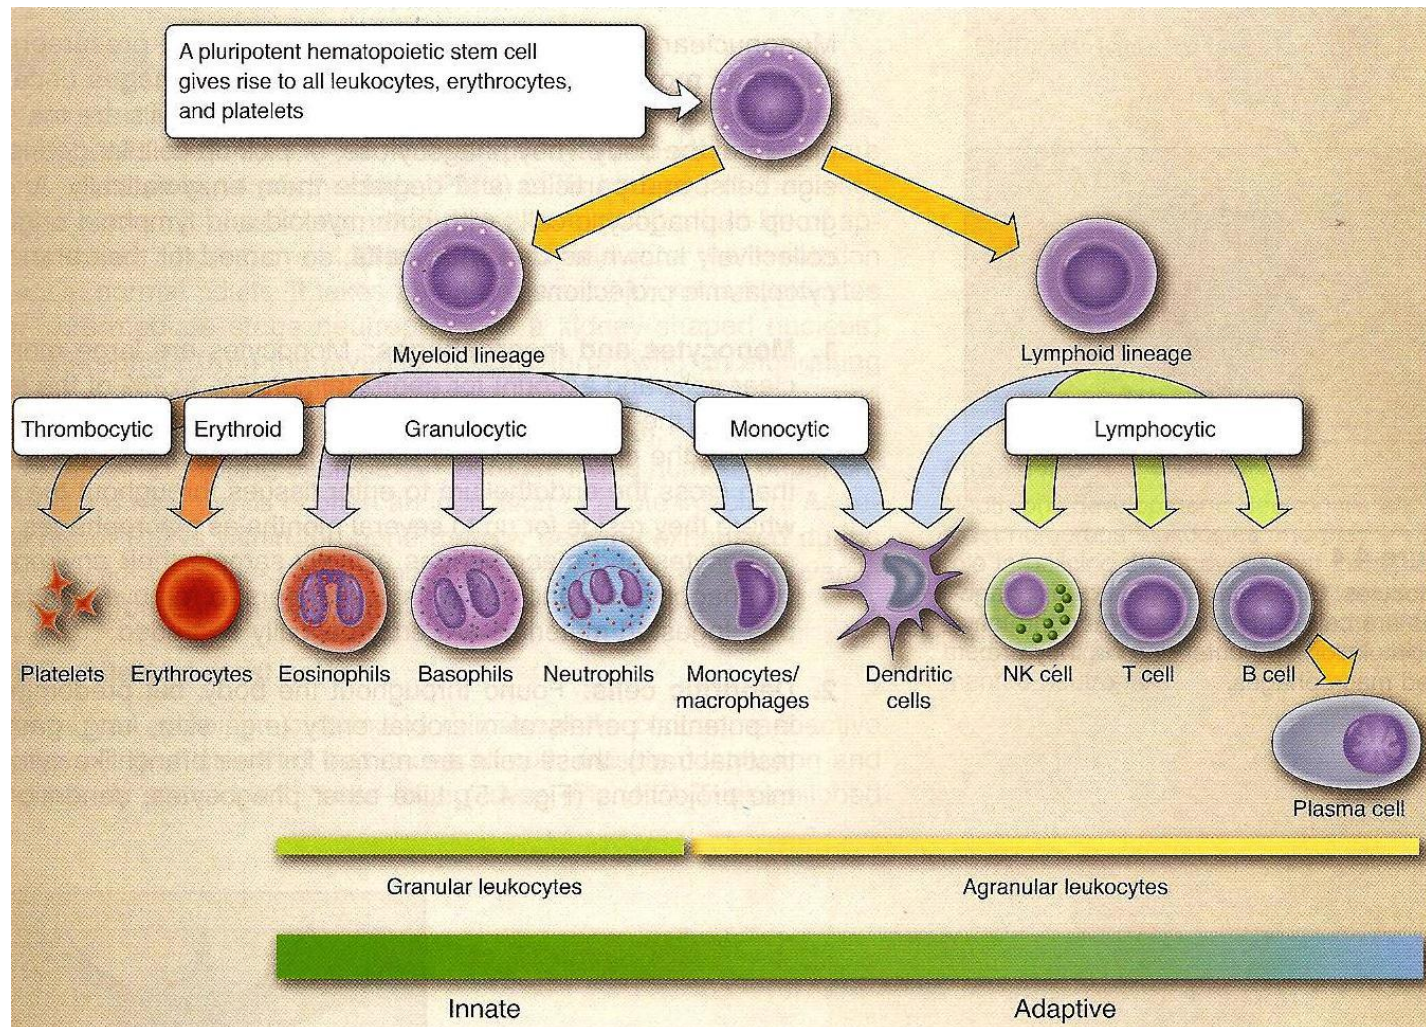 A pluripotent hematopoietic stem cell
gives rise to all leukocytes, erythrocytes,
and platelets
Myeloid lineage
Lymphoid lineage
Thrombocytic
Erythroid
Granulocytic
Monocytic
Lymphocytic
Platelets
Erythrocytes
Eosinophils
Basophils
Neutrophils
Monocytes/
macrophages
Dendritic
cells
NK cell
T cell
B cell
Plasma cell
Granular leukocytes
Agranular leukocytes
Innate
Adaptive